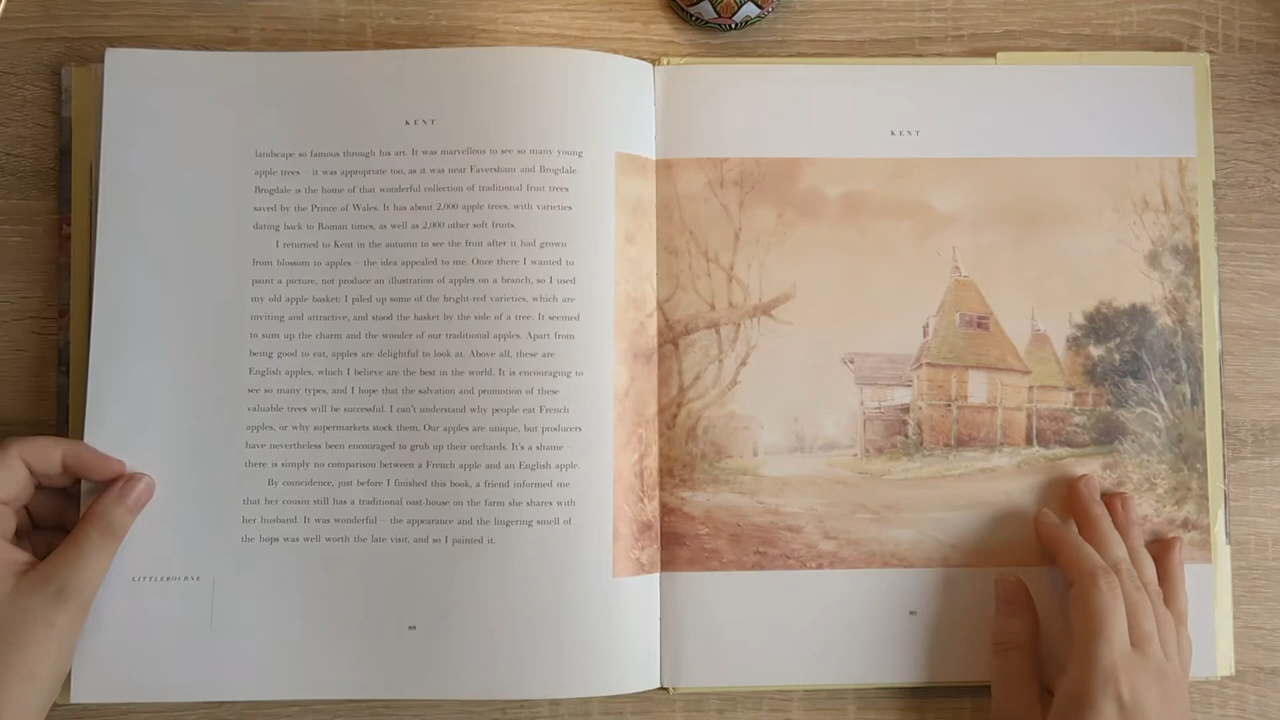 KENT
landscape so famous through his art. It was marvellous to see so many young
apple trees – it was appropriate too, as it was near Faversham and Brogdale.
Brogdale is the home of that wonderful collection of traditional fruit trees
saved by the Prince of Wales. It has about 2,000 apple trees, with varieties
dating back to Roman times, as well as 2,000 other soft fruits.
I returned to Kent in the autumn to see the fruit after it had grown
from blossom to apples – the idea appealed to me. Once there I wanted to
paint a picture, not produce an illustration of apples on a branch, so I used
my old apple basket: I piled up some of the bright-red varieties, which are
inviting and attractive, and stood the basket by the side of a tree. It seemed
to sum up the charm and the wonder of our traditional apples. Apart from
being good to eat, apples are delightful to look at. Above all, these are
English apples, which I believe are the best in the world. It is encouraging to
see so many types, and I hope that the salvation and promotion of these
valuable trees will be successful. I can't understand why people eat French
apples, or why supermarkets stock them. Our apples are unique, but producers
have nevertheless been encouraged to grub up their orchards. It's a shame –
there is simply no comparison between a French apple and an English apple.
By coincidence, just before I finished this book, a friend informed me
that her cousin still has a traditional oast-house on the farm she shares with
her husband. It was wonderful – the appearance and the lingering smell of
the hops was well worth the late visit, and so I painted it.
LITTLEBOURNE
88
KENT